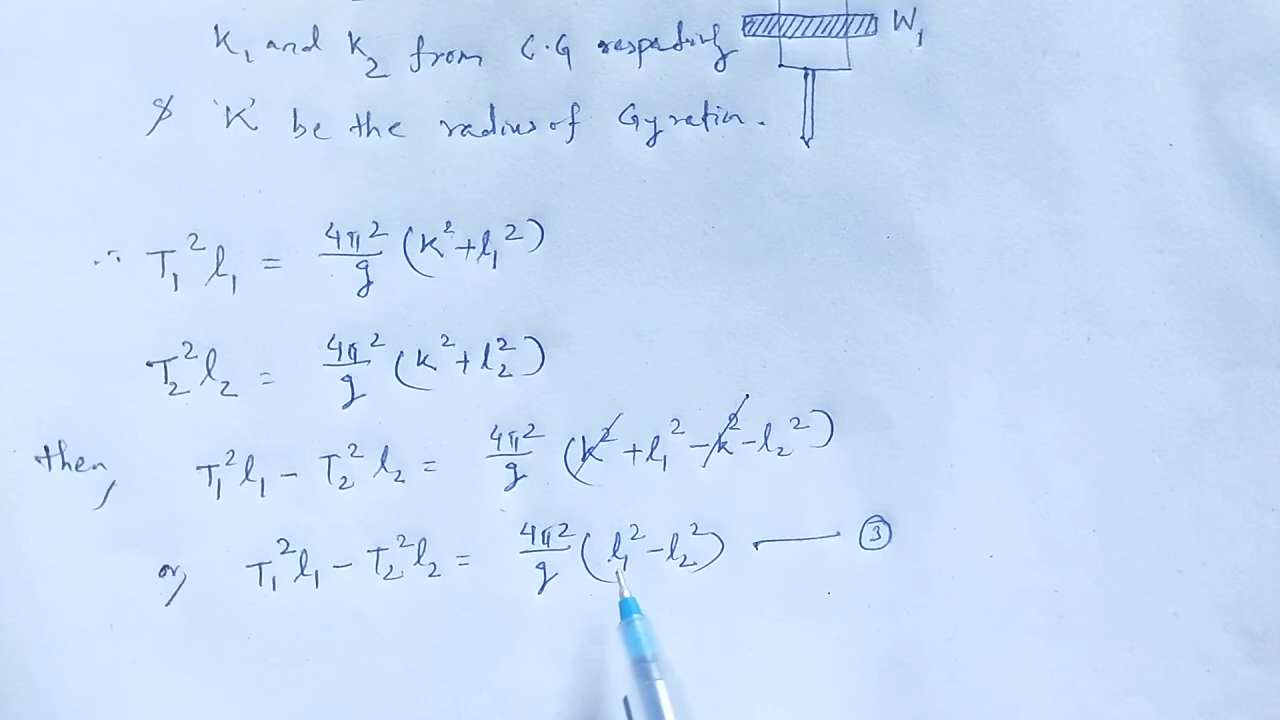 K₁ and K₂ from C.G respecting W₁
& 'K' be the radius of Gyration.
∴ T₁²l₁ = 4π²/g (K²+l₁²)
T₂²l₂ = 4π²/g (K²+l₂²)
then, T₁²l₁ - T₂²l₂ = 4π²/g (K²+l₁²-K²-l₂²)
or, T₁²l₁ - T₂²l₂ = 4π²/g (l₁²-l₂²) —— ③